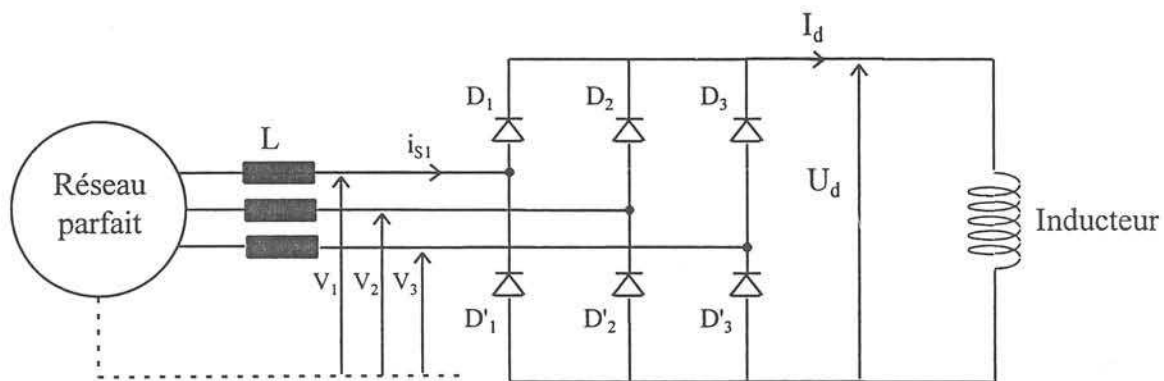 I_d
D_1
D_2
D_3
L
i_S1
Réseau
parfait
U_d
Inducteur
V_1
V_2
V_3
D'_1
D'_2
D'_3